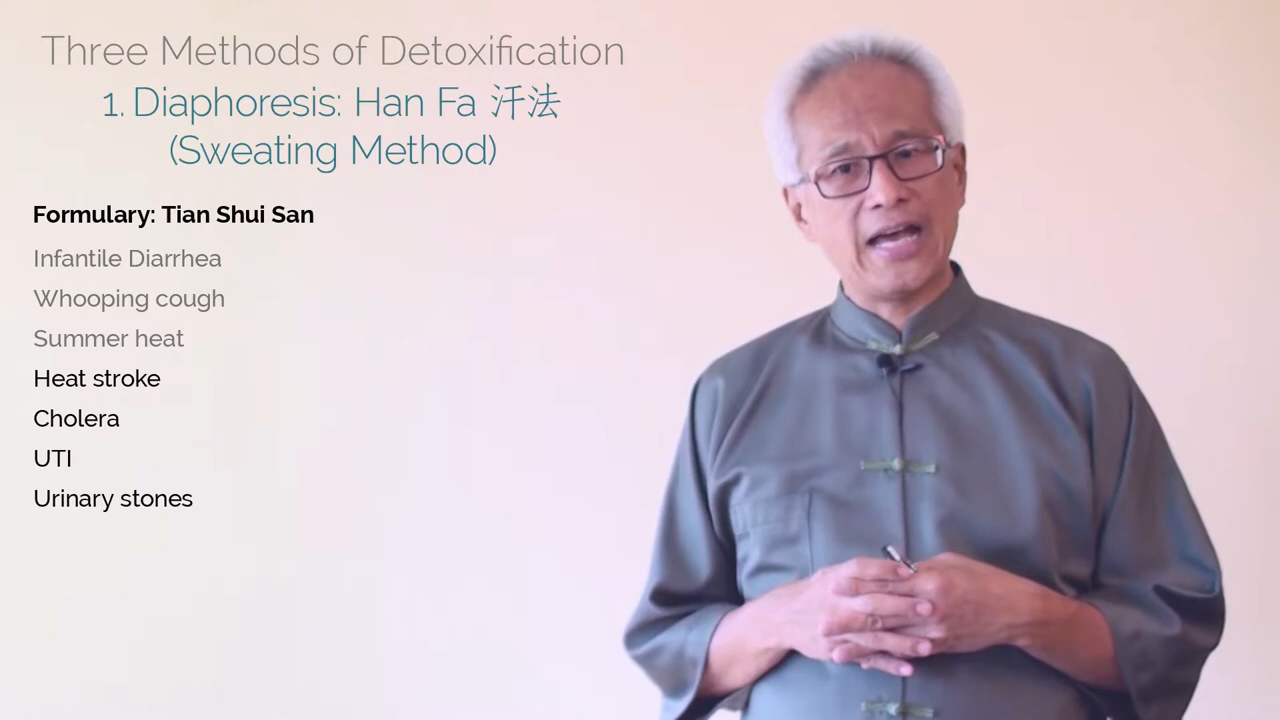 Three Methods of Detoxification
1. Diaphoresis: Han Fa 汗法
(Sweating Method)
Formulary: Tian Shui San
Infantile Diarrhea
Whooping cough
Summer heat
Heat stroke
Cholera
UTI
Urinary stones